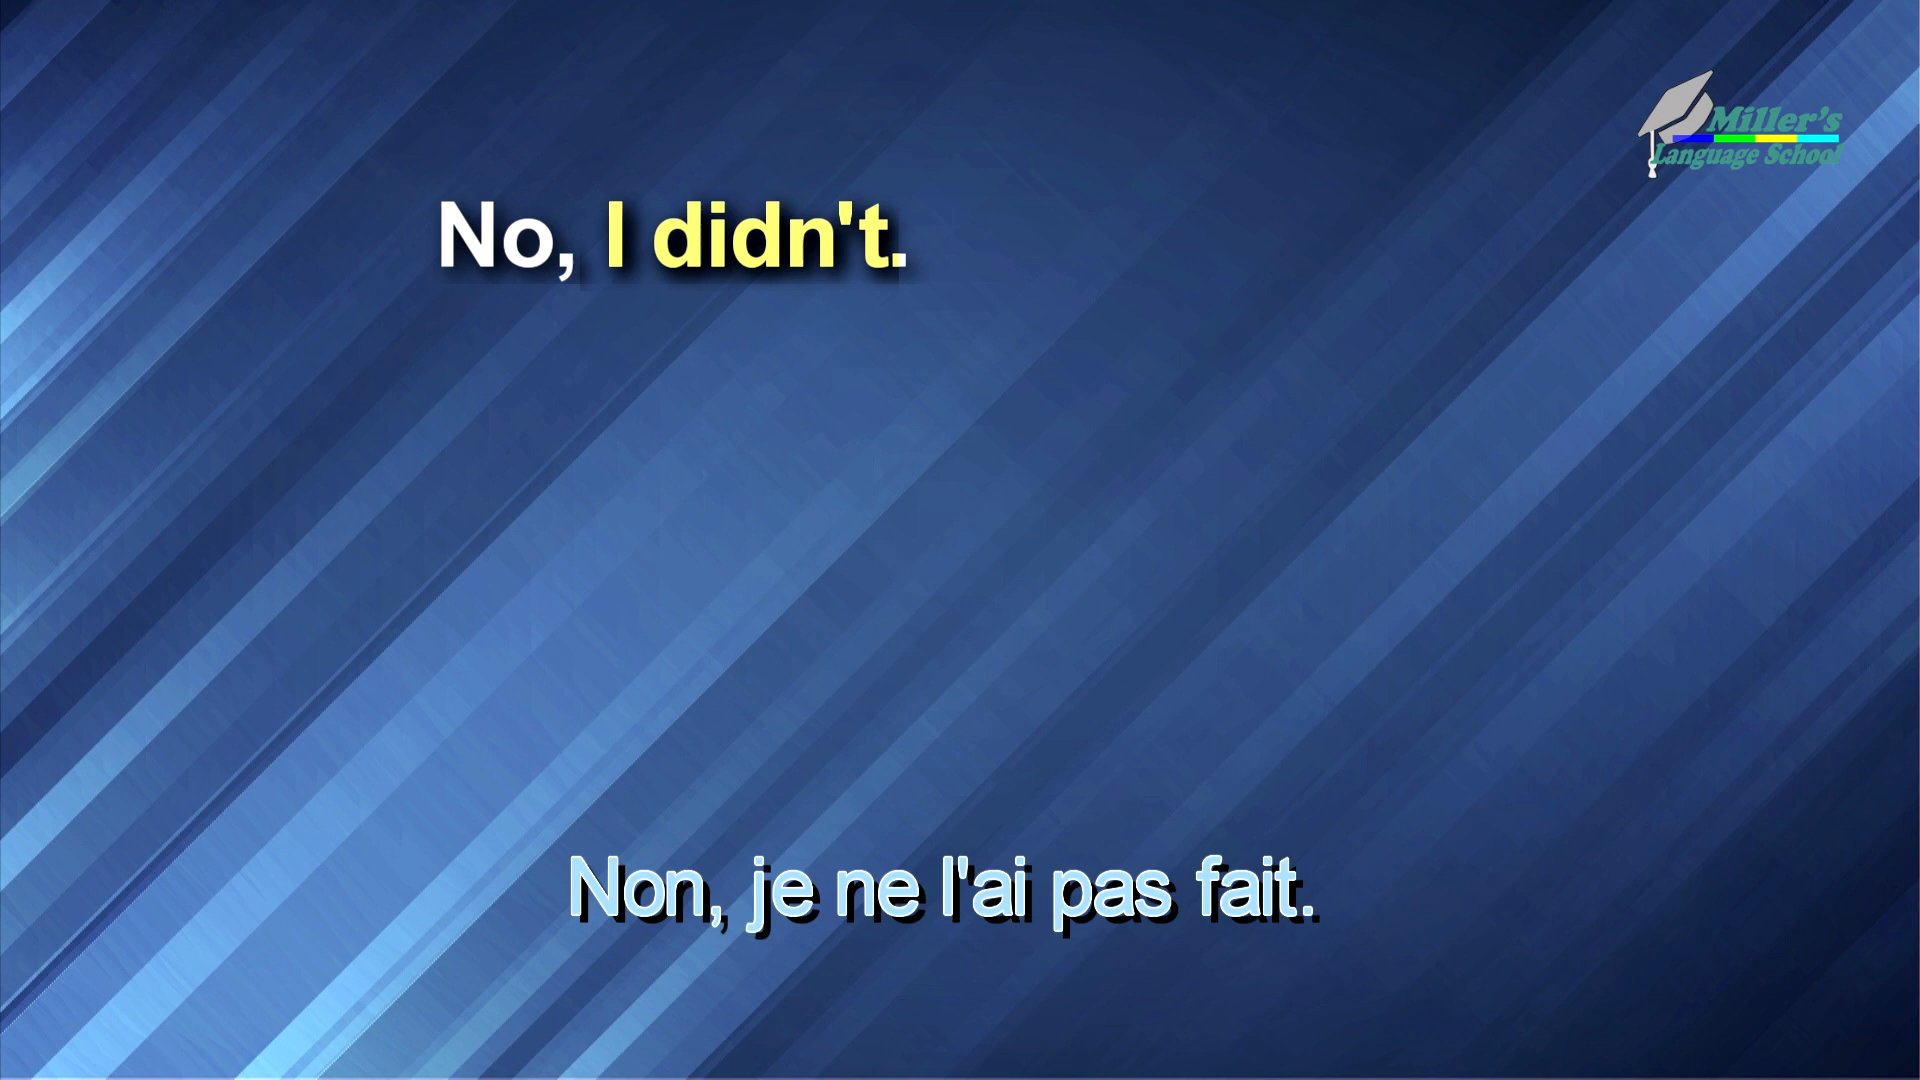 Miller's
Language School
No, I didn't.
Non, je ne l'ai pas fait.